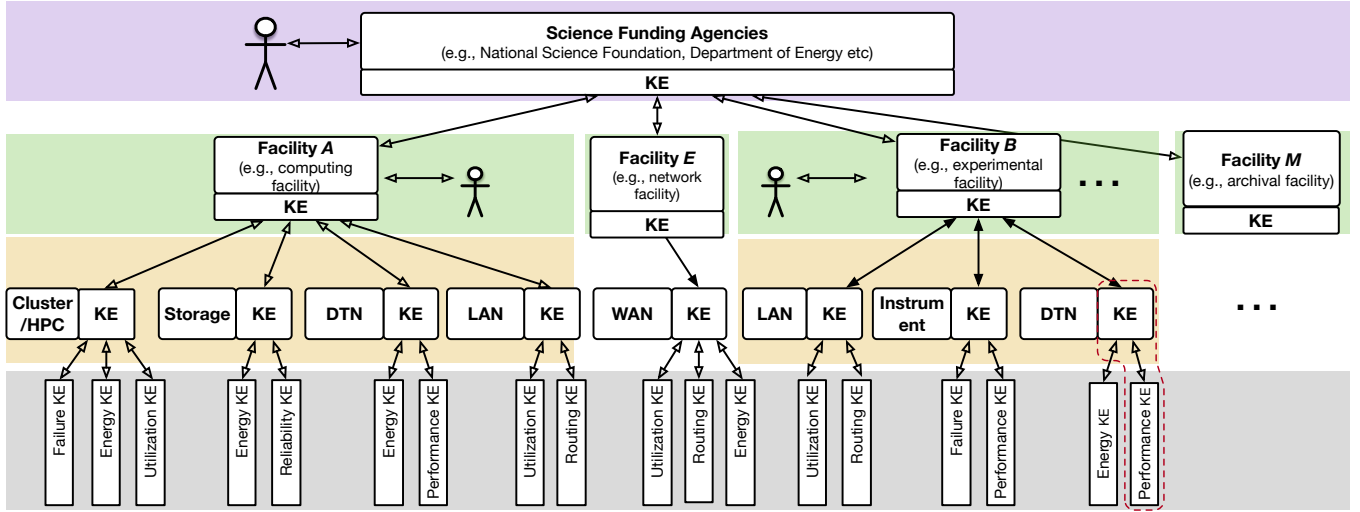 Science Funding Agencies
(e.g., National Science Foundation, Department of Energy etc)
KE
Facility A
(e.g., computing
facility)
KE
Facility E
(e.g., network
facility)
KE
Facility B
(e.g., experimental
facility)
KE
...
Facility M
(e.g., archival facility)
KE
Cluster
/HPC
KE
Storage
KE
DTN
KE
LAN
KE
WAN
KE
LAN
KE
Instrum
ent
KE
DTN
KE
...
Failure KE
Energy KE
Utilization KE
Energy KE
Reliability KE
Energy KE
Performance KE
Utilization KE
Routing KE
Utilization KE
Routing KE
Energy KE
Utilization KE
Routing KE
Failure KE
Performance KE
Energy KE
Performance KE